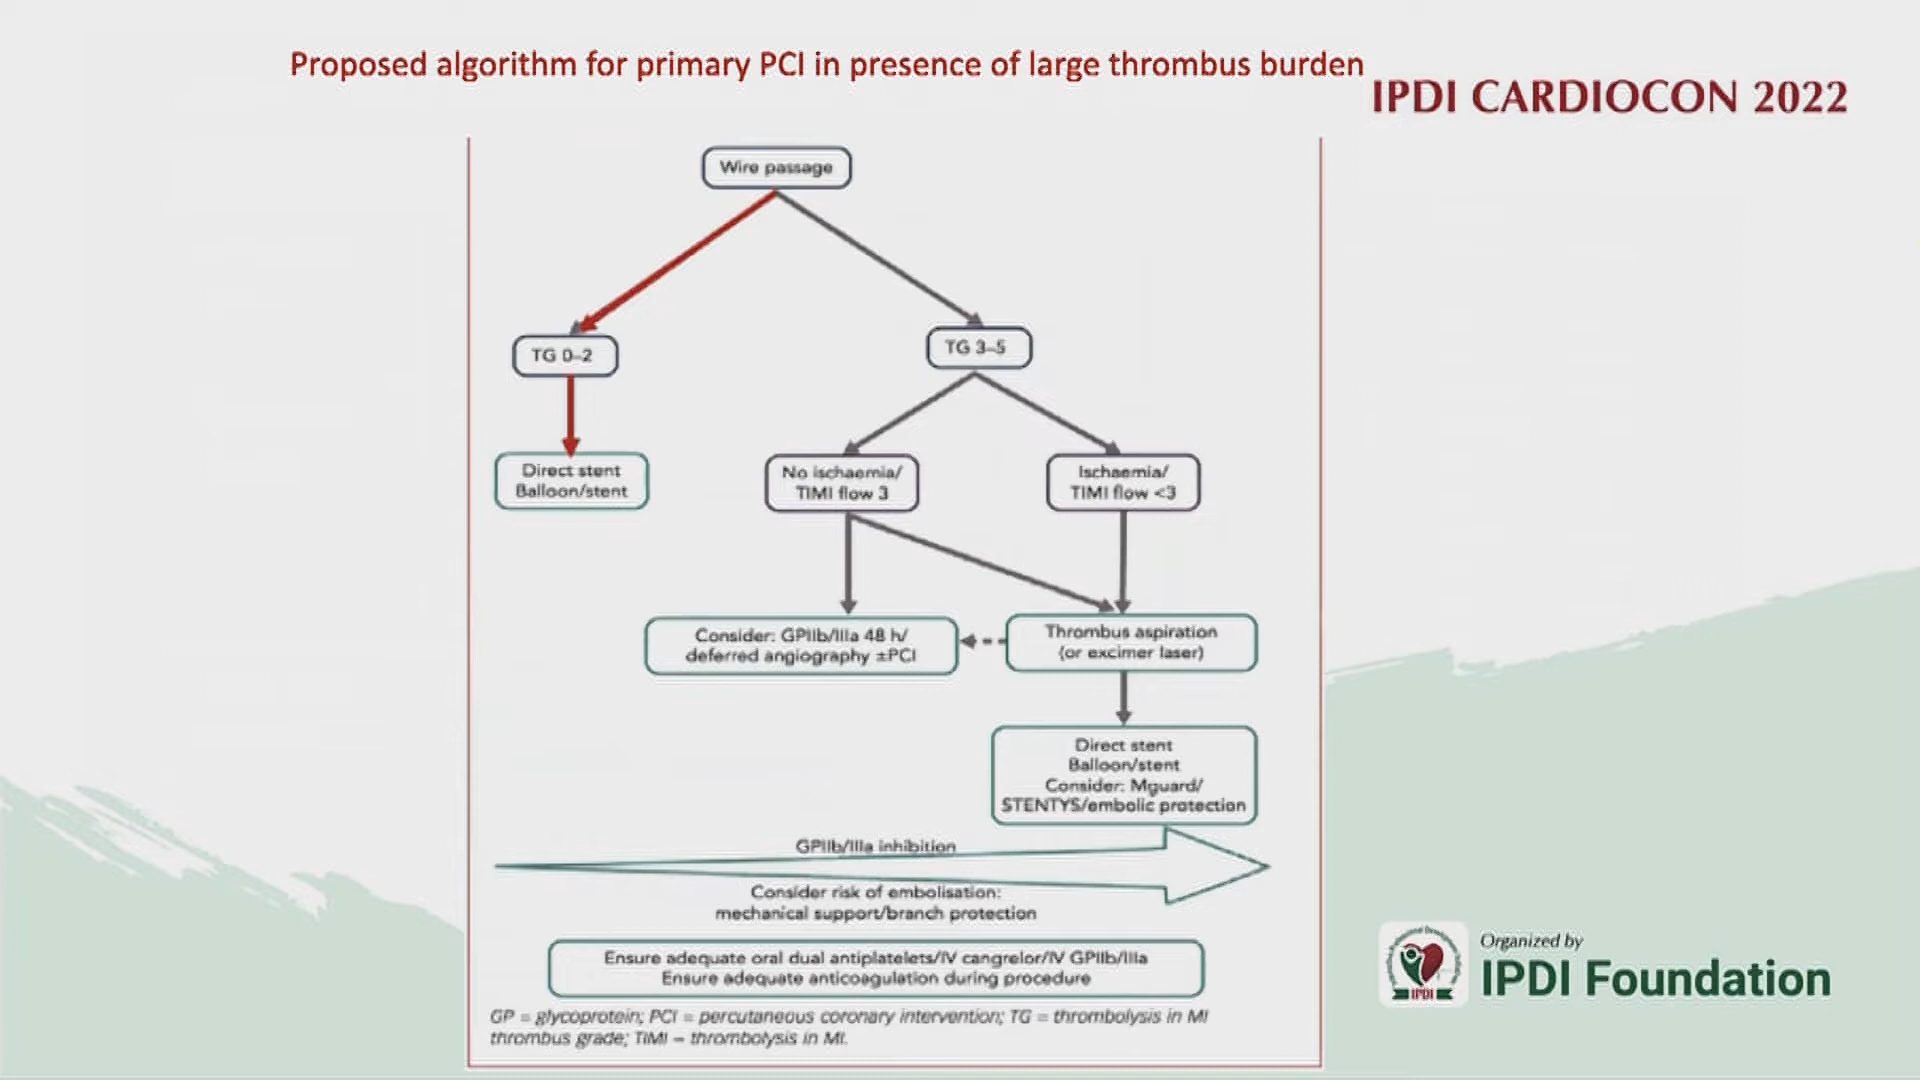 Proposed algorithm for primary PCI in presence of large thrombus burden
IPDI CARDIOCON 2022
Wire passage
TG 0–2
TG 3–5
Direct stent
Balloon/stent
No ischaemia/
TIMI flow 3
Ischaemia/
TIMI flow <3
Consider: GPIIb/IIIa 48 h/
deferred angiography ±PCI
Thrombus aspiration
(or excimer laser)
Direct stent
Balloon/stent
Consider: Mguard/
STENTYS/embolic protection
GPIIb/IIIa inhibition
Consider risk of embolisation:
mechanical support/branch protection
Ensure adequate oral dual antiplatelets/IV cangrelor/IV GPIIb/IIIa
Ensure adequate anticoagulation during procedure
GP = glycoprotein; PCI = percutaneous coronary intervention; TG = thrombolysis in MI
thrombus grade; TIMI = thrombolysis in MI.
Organized by
IPDI Foundation
IPDI